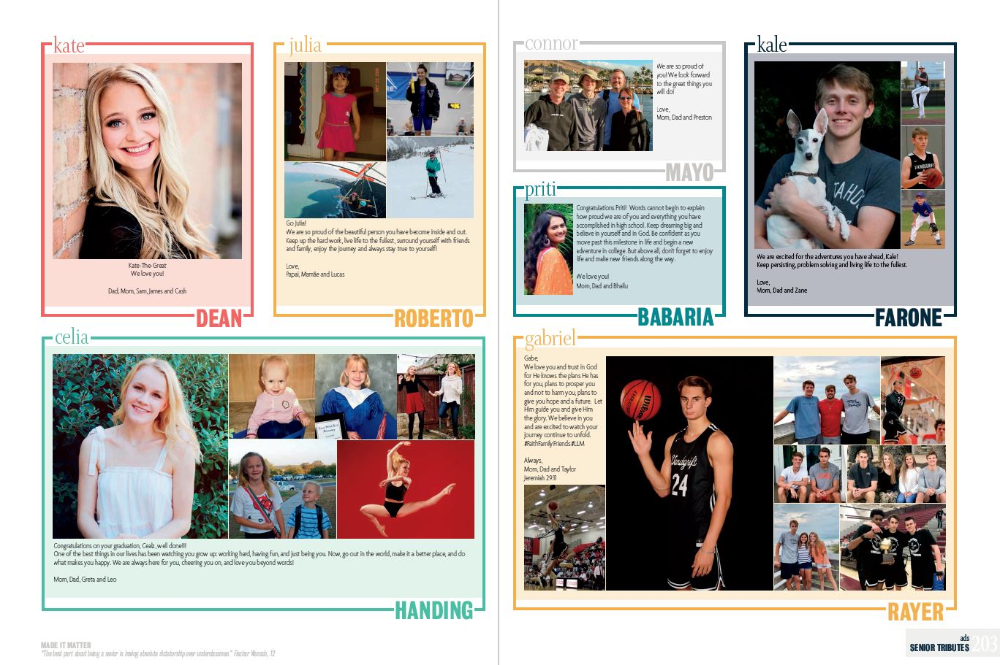 kate
Kate-The-Great
We love you!
Dad, Mom, Sam, James and Cash
DEAN
julia
Go Julia!
We are so proud of the beautiful person you have become inside and out.
Keep up the hard work, live life to the fullest, surround yourself with friends
and family, enjoy the journey and always stay true to yourself!
Love,
Papai, Mamãe and Lucas
ROBERTO
celia
Congratulations on your graduation, Cealz, well done!!!
One of the best things in our lives has been watching you grow up: working hard, having fun, and just being you. Now, go out in the world, make it a better place, and do
what makes you happy. We are always here for you, cheering you on, and love you beyond words!
Mom, Dad, Greta and Leo
HANDING
MADE IT MATTER
"The best part about being a senior is having absolute dictatorship over underclassmen." Fischer Wunsch, 12
connor
We are so proud of
you! We look forward
to the great things you
will do!
Love,
Mom, Dad and Preston
MAYO
priti
Congratulations Priti! Words cannot begin to explain
how proud we are of you and everything you have
accomplished in high school. Keep dreaming big and
believe in yourself and in God. Be confident as you
move past this milestone in life and begin a new
adventure in college. But above all, don't forget to enjoy
life and make new friends along the way.
We love you!
Mom, Dad and Bhailu
BABARIA
kale
TAHO
VANDEGRIFT
We are excited for the adventures you have ahead, Kale!
Keep persisting, problem solving and living life to the fullest.
Love,
Mom, Dad and Zane
FARONE
gabriel
Gabe,
We love you and trust in God
for He knows the plans He has
for you, plans to prosper you
and not to harm you, plans to
give you hope and a future. Let
Him guide you and give Him
the glory. We believe in you
and are excited to watch your
journey continue to unfold.
#FaithFamilyFriends#LLM
Always,
Mom, Dad and Taylor
Jeremiah 29:11
Wilson
Vandegrift
24
RAYER
ads
SENIOR TRIBUTES 203